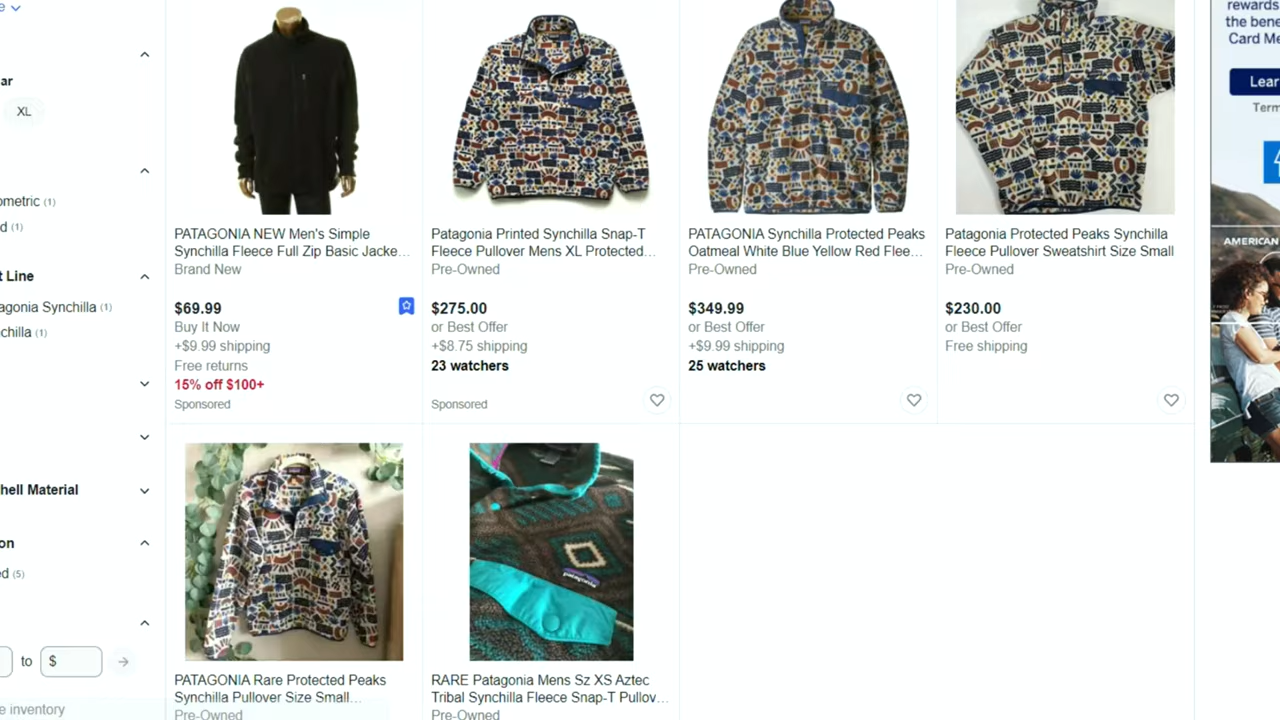 e
ar
XL
ometric (1)
d (1)
t Line
agonia Synchilla (1)
chilla (1)
hell Material
on
ed (5)
to $
e inventory
PATAGONIA NEW Men's Simple
Synchilla Fleece Full Zip Basic Jacke...
Brand New
$69.99
Buy It Now
+$9.99 shipping
Free returns
15% off $100+
Sponsored
Patagonia Printed Synchilla Snap-T
Fleece Pullover Mens XL Protected...
Pre-Owned
$275.00
or Best Offer
+$8.75 shipping
23 watchers
Sponsored
PATAGONIA Synchilla Protected Peaks
Oatmeal White Blue Yellow Red Flee...
Pre-Owned
$349.99
or Best Offer
+$9.99 shipping
25 watchers
Patagonia Protected Peaks Synchilla
Fleece Pullover Sweatshirt Size Small
Pre-Owned
$230.00
or Best Offer
Free shipping
PATAGONIA Rare Protected Peaks
Synchilla Pullover Size Small...
Pre-Owned
patagonia
RARE Patagonia Mens Sz XS Aztec
Tribal Synchilla Fleece Snap-T Pullov...
Pre-Owned
rewards
the bene
Card Me
Lear
Term
AMERICAN